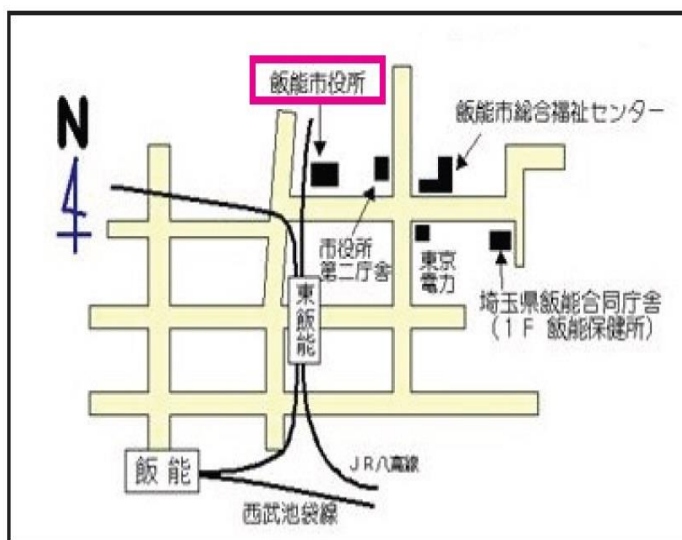 飯能市役所
飯能市総合福祉センター
N
市役所
第二庁舎
東京
電力
埼玉県飯能合同庁舎
(1F 飯能保健所)
東飯能
飯能
JR八高線
西武池袋線